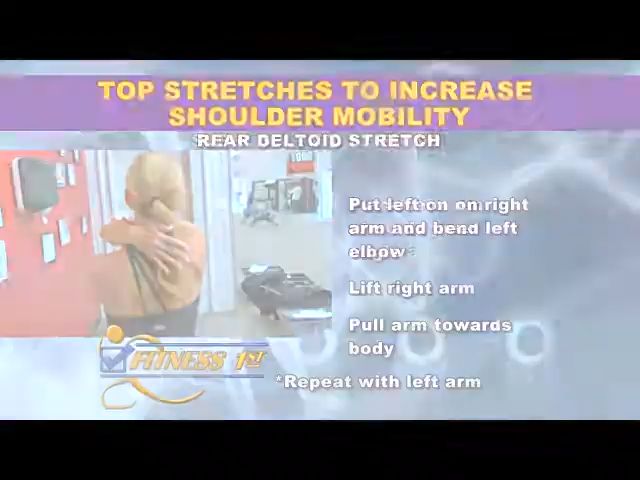 TOP STRETCHES TO INCREASE
SHOULDER MOBILITY
REAR DELTOID STRETCH
Put left on on right
arm and bend left
elbow
Lift right arm
Pull arm towards
body
*Repeat with left arm
FITNESS 1ST